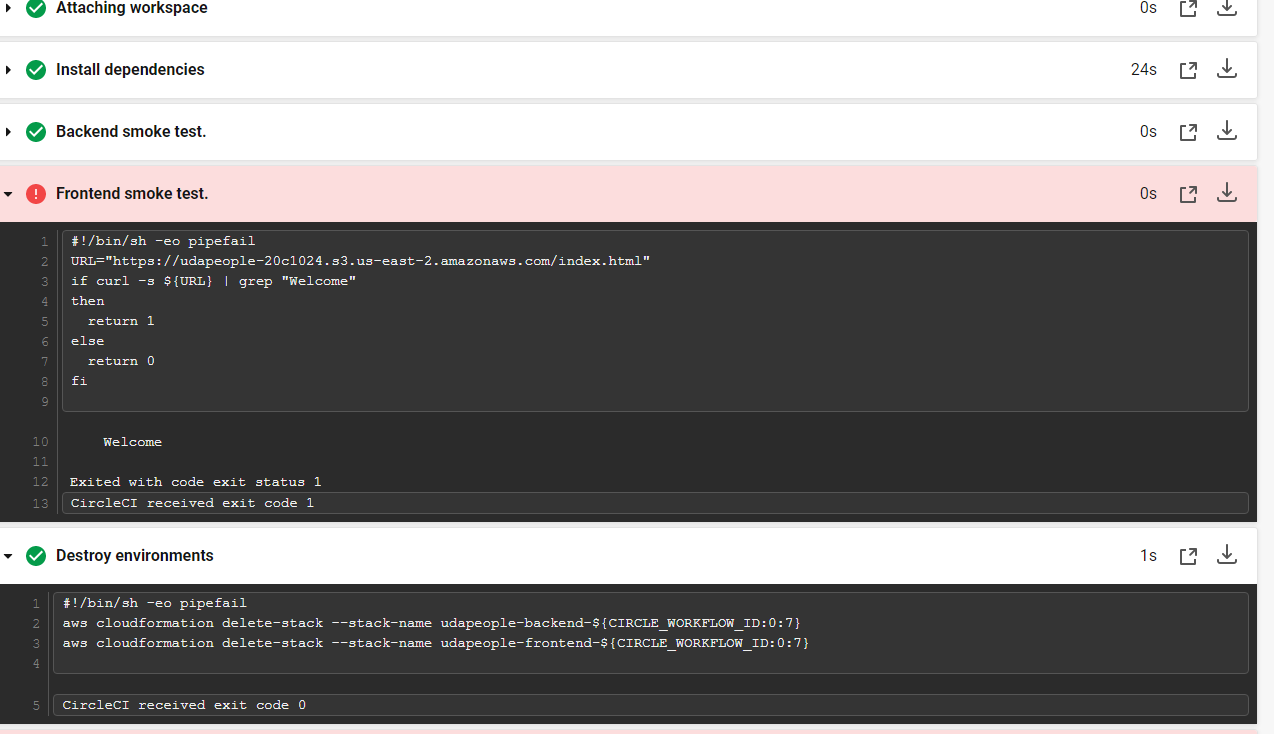 Attaching workspace 0s
Install dependencies 24s
Backend smoke test. 0s
Frontend smoke test. 0s
1 #!/bin/sh -eo pipefail
2 URL="https://udapeople-20c1024.s3.us-east-2.amazonaws.com/index.html"
3 if curl -s ${URL} | grep "Welcome"
4 then
5   return 1
6 else
7   return 0
8 fi
9
10     Welcome
11
12 Exited with code exit status 1
13 CircleCI received exit code 1
Destroy environments 1s
1 #!/bin/sh -eo pipefail
2 aws cloudformation delete-stack --stack-name udapeople-backend-${CIRCLE_WORKFLOW_ID:0:7}
3 aws cloudformation delete-stack --stack-name udapeople-frontend-${CIRCLE_WORKFLOW_ID:0:7}
4
5 CircleCI received exit code 0